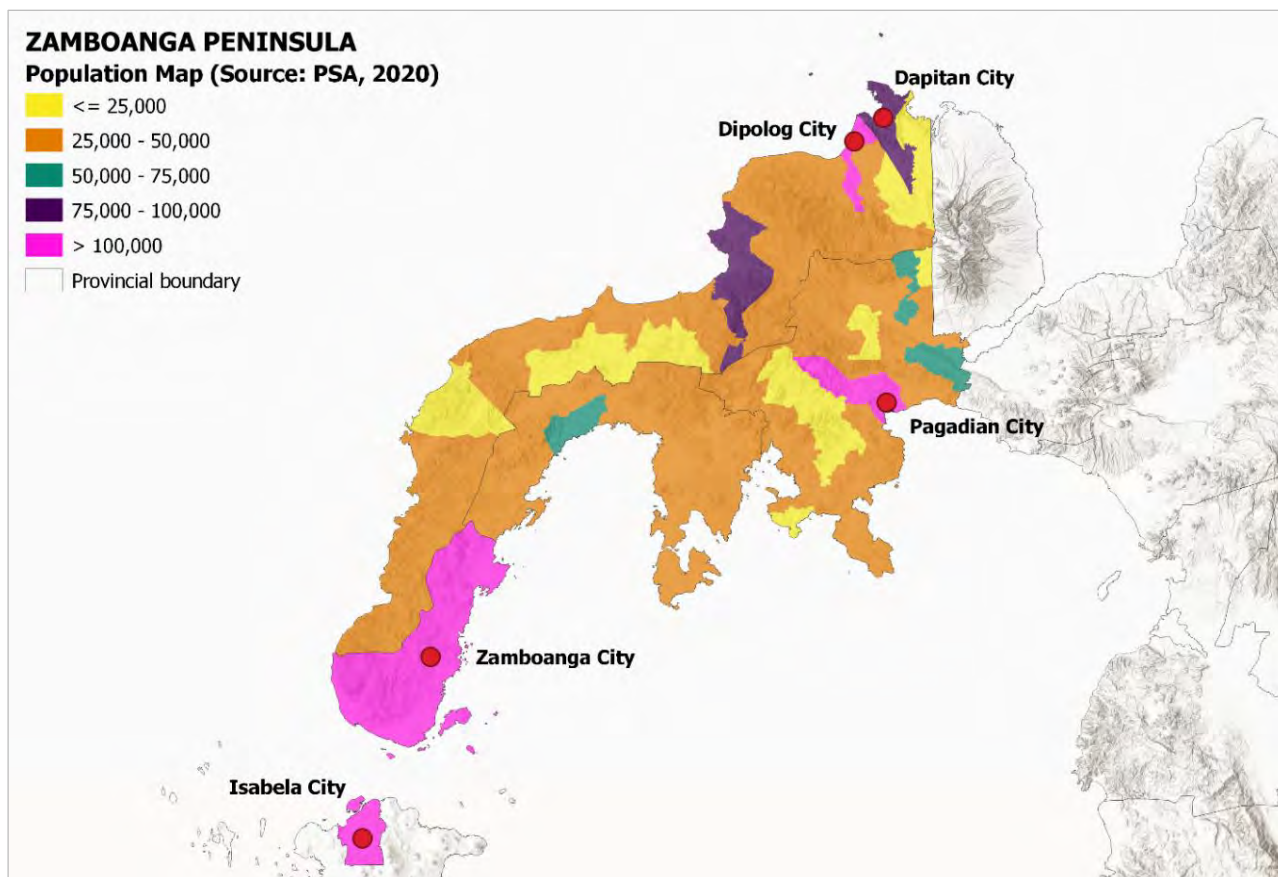 ZAMBOANGA PENINSULA
Population Map (Source: PSA, 2020)
<= 25,000
25,000 - 50,000
50,000 - 75,000
75,000 - 100,000
> 100,000
Provincial boundary
Dapitan City
Dipolog City
Pagadian City
Zamboanga City
Isabela City